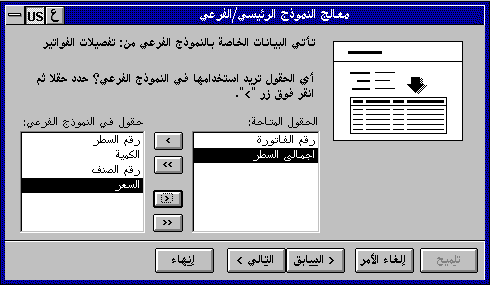 معالج النموذج الرئيسي/الفرعي
ع US
تأتي البيانات الخاصة بالنموذج الفرعي من: تفصيلات الفواتير
أي الحقول تريد استخدامها في النموذج الفرعي؟ حدد حقلا ثم
انقر فوق زر "<".
الحقول المتاحة:
رقم الفاتورة
اجمالى السطر
<
<<
>
>>
حقول في النموذج الفرعي:
رقم السطر
الكمية
رقم الصنف
السعر
تلميح
إلغاء الأمر
< السابق
التالي >
إنهاء